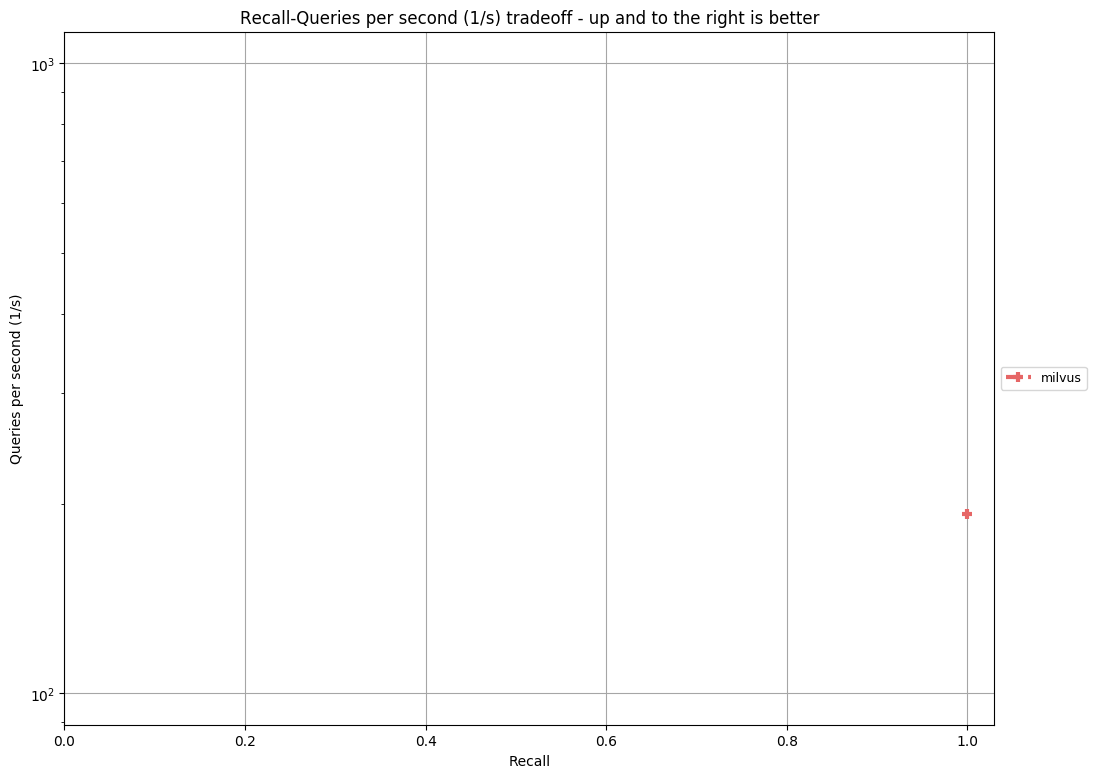 Recall-Queries per second (1/s) tradeoff - up and to the right is better
10³
10²
Queries per second (1/s)
0.0 0.2 0.4 0.6 0.8 1.0
Recall
milvus